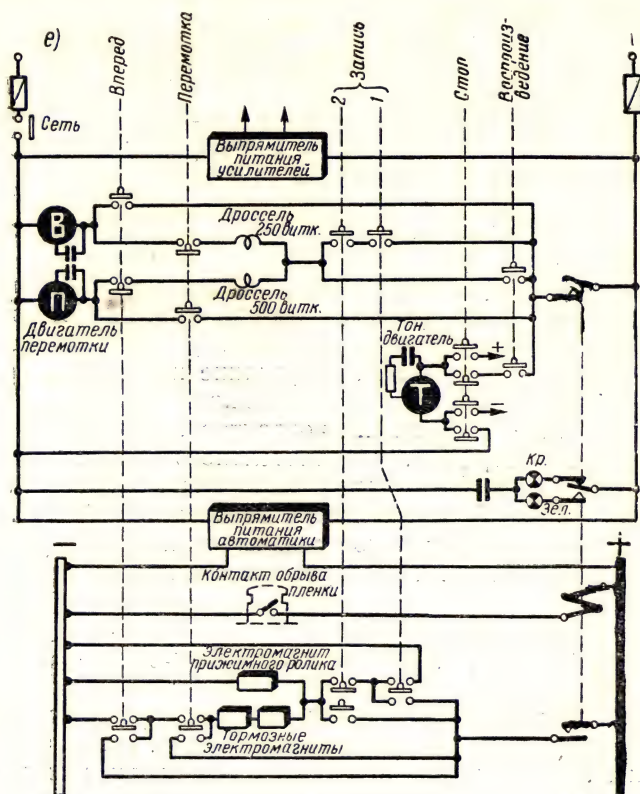 е)
Вперед
Перемотка
Запись
2
1
Стоп
Воспроиз-
ведение
Сеть
Выпрямитель
питания
усилителей
В
Дроссель
250 витк.
П
Дроссель
500 витк.
Двигатель
перемотки
Тон.
двигатель
+
Т
−
Кр.
Зел.
Выпрямитель
питания
автоматики
−
+
Контакт обрыва
пленки
Электромагнит
прижимного ролика
Тормозные
электромагниты